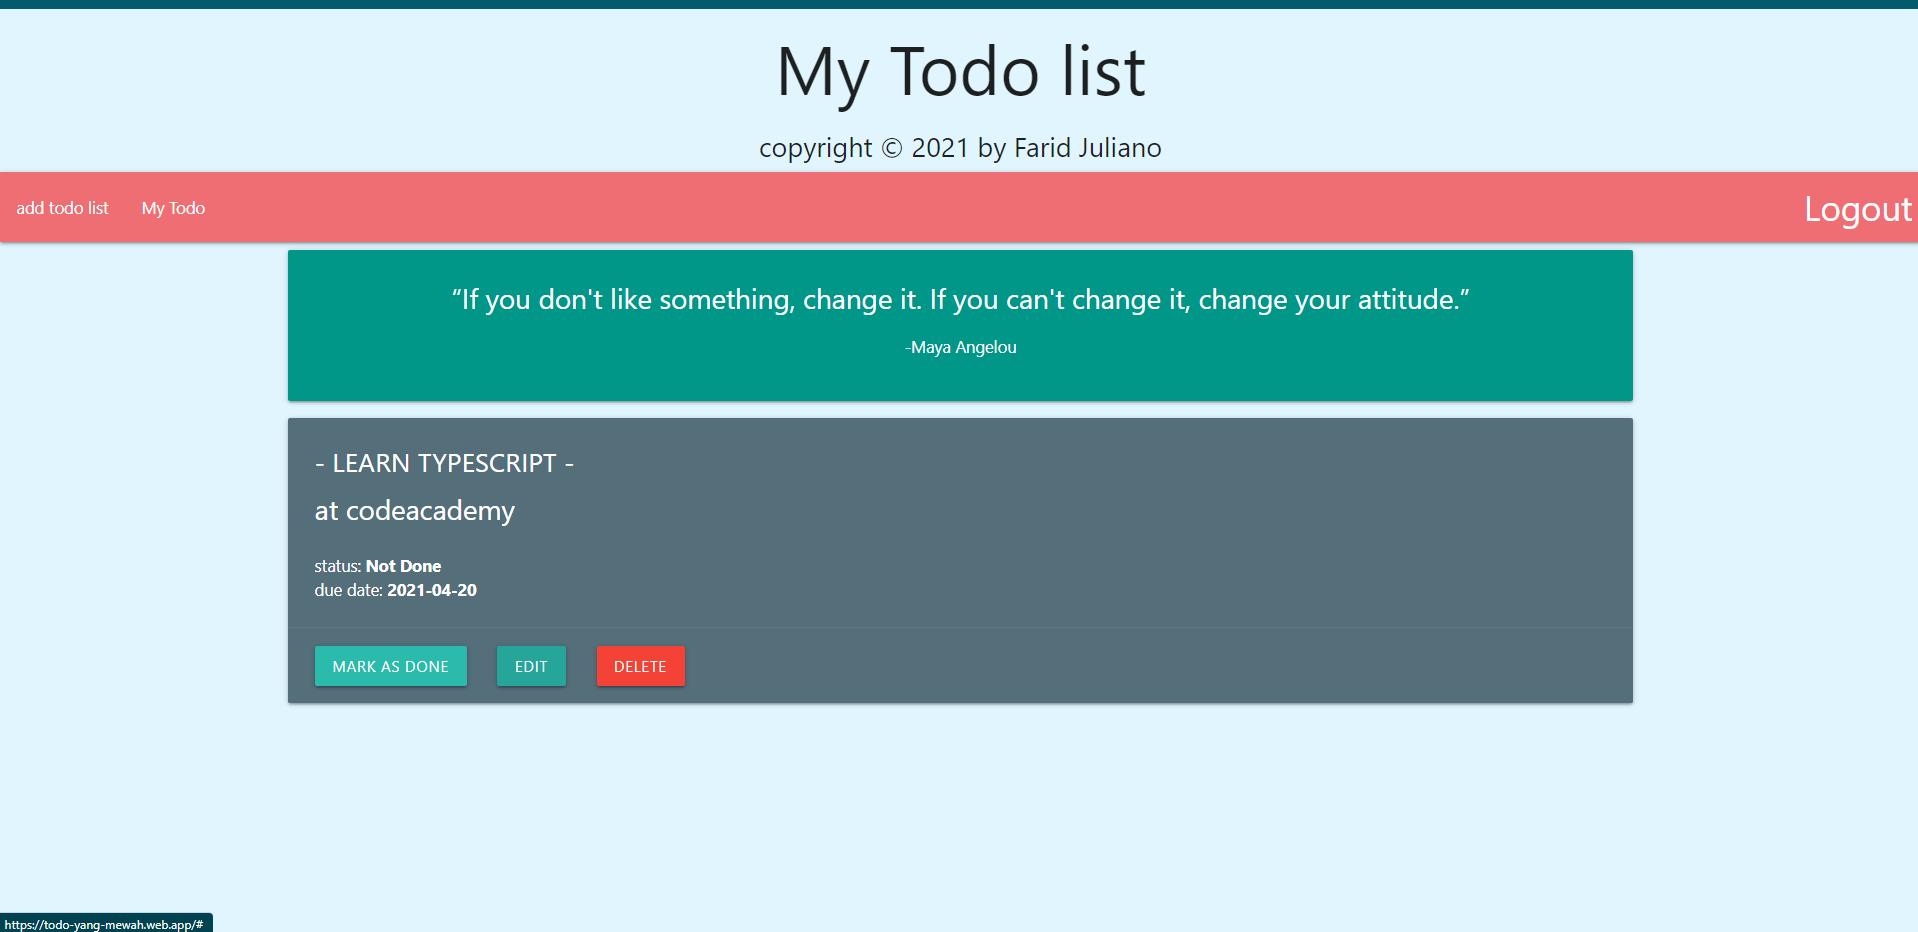 My Todo list
copyright © 2021 by Farid Juliano
add todo list My Todo Logout
“If you don't like something, change it. If you can't change it, change your attitude.”
-Maya Angelou
- LEARN TYPESCRIPT -
at codeacademy
status: Not Done
due date: 2021-04-20
MARK AS DONE EDIT DELETE
https://todo-yang-mewah.web.app/#